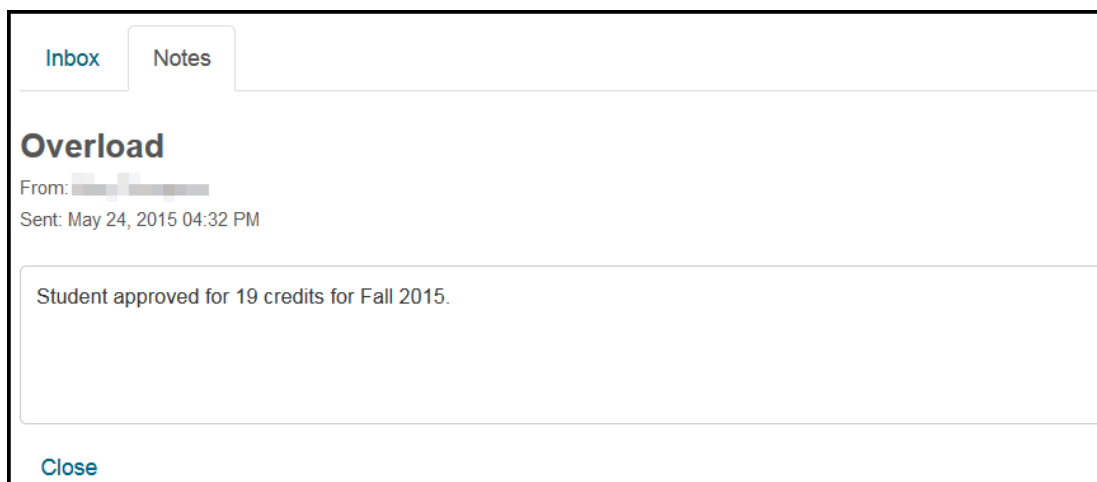 Inbox Notes
Overload
From:
Sent: May 24, 2015 04:32 PM
Student approved for 19 credits for Fall 2015.
Close